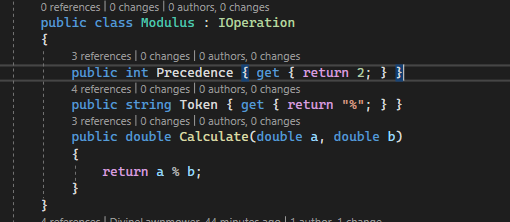 0 references | 0 changes | 0 authors, 0 changes
public class Modulus : IOperation
{
3 references | 0 changes | 0 authors, 0 changes
public int Precedence { get { return 2; } }
4 references | 0 changes | 0 authors, 0 changes
public string Token { get { return "%"; } }
3 references | 0 changes | 0 authors, 0 changes
public double Calculate(double a, double b)
{
return a % b;
}
}
4 references | DivineLawnmower, 44 minutes ago | 1 author, 1 change